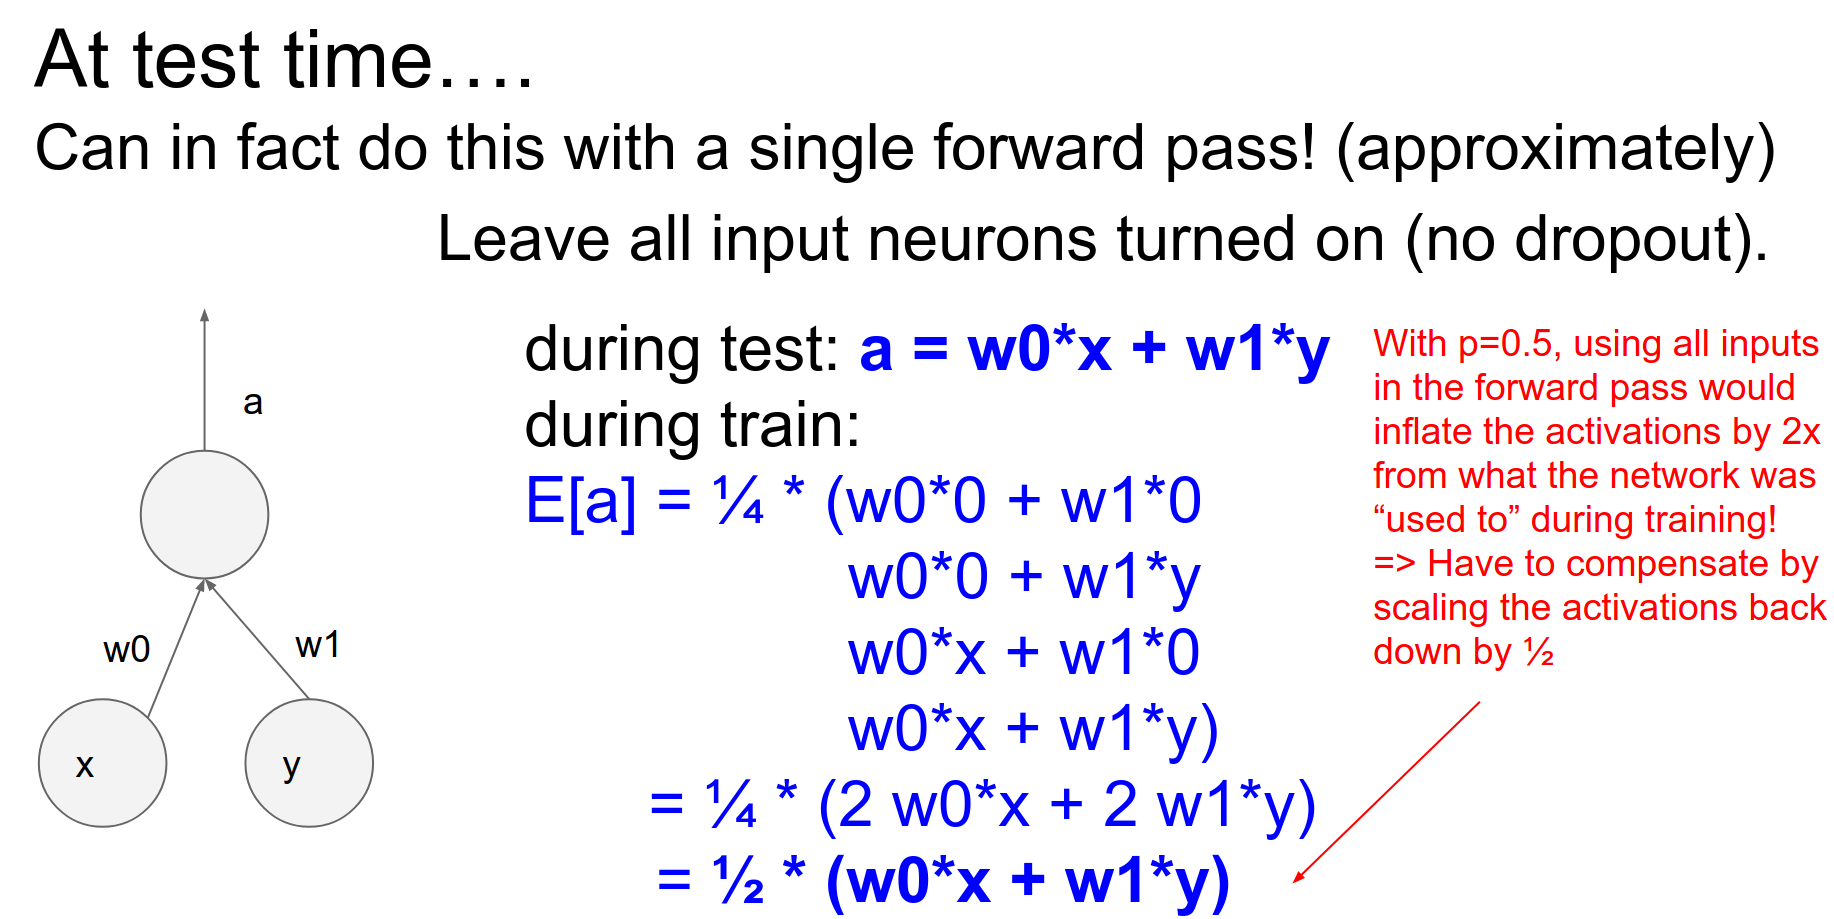 At test time....
Can in fact do this with a single forward pass! (approximately)
Leave all input neurons turned on (no dropout).
a
w0
w1
x
y
during test: a = w0*x + w1*y
during train:
E[a] = ¼ * (w0*0 + w1*0
w0*0 + w1*y
w0*x + w1*0
w0*x + w1*y)
= ¼ * (2 w0*x + 2 w1*y)
= ½ * (w0*x + w1*y)
With p=0.5, using all inputs
in the forward pass would
inflate the activations by 2x
from what the network was
“used to” during training!
=> Have to compensate by
scaling the activations back
down by ½